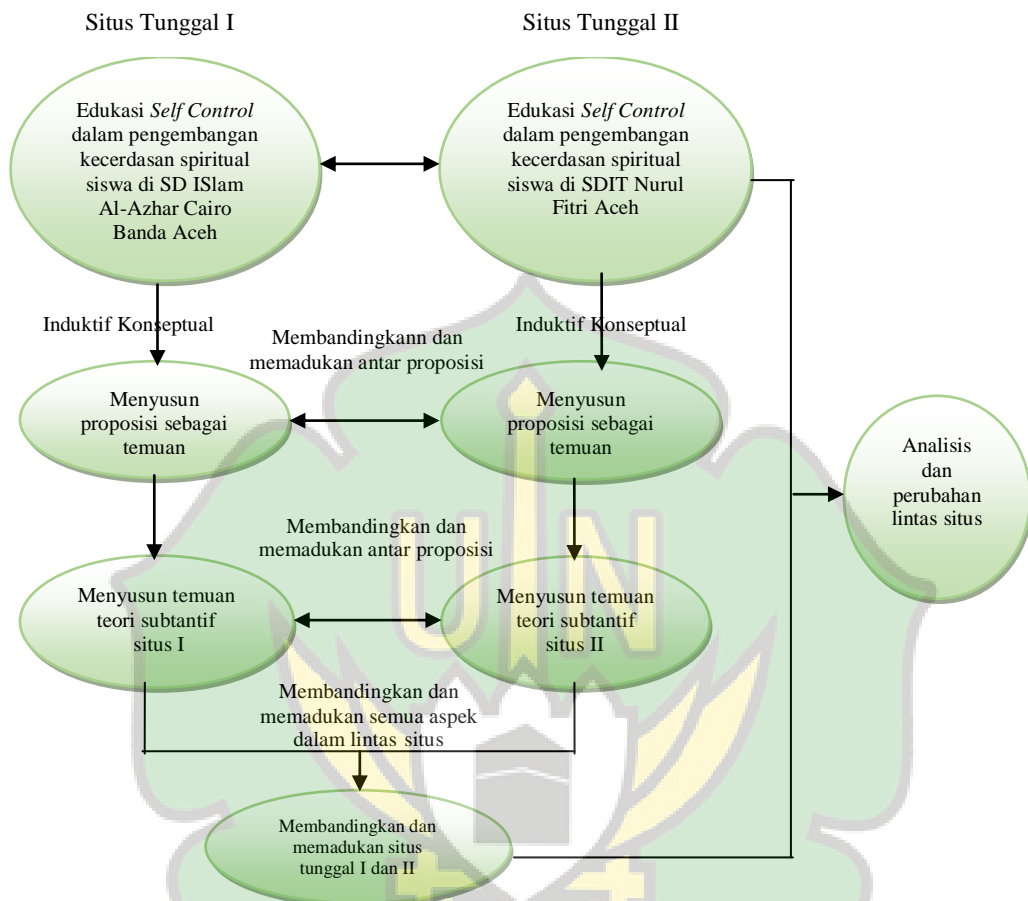 Situs Tunggal I
Situs Tunggal II
Edukasi Self Control
dalam pengembangan
kecerdasan spiritual
siswa di SD ISlam
Al-Azhar Cairo
Banda Aceh
Edukasi Self Control
dalam pengembangan
kecerdasan spiritual
siswa di SDIT Nurul
Fitri Aceh
Induktif Konseptual
Membandingkann dan
memadukan antar proposisi
Induktif Konseptual
Menyusun
proposisi sebagai
temuan
Menyusun
proposisi sebagai
temuan
Analisis
dan
perubahan
lintas situs
Membandingkan dan
memadukan antar proposisi
Menyusun temuan
teori subtantif
situs I
Menyusun temuan
teori subtantif
situs II
Membandingkan dan
memadukan semua aspek
dalam lintas situs
Membandingkan dan
memadukan situs
tunggal I dan II
UIN